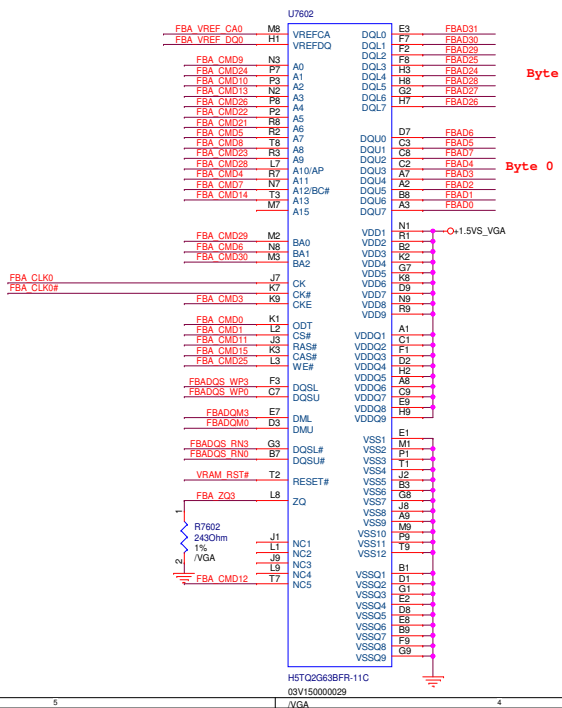 U7602
FBA_VREF_CA0 M8 VREFCA DQL0 E3 FBAD31
FBA_VREF_DQ0 H1 VREFDQ DQL1 F7 FBAD30
DQL2 F2 FBAD29
FBA_CMD9 N3 A0 DQL3 F8 FBAD25
FBA_CMD24 P7 A1 DQL4 H3 FBAD24
FBA_CMD10 P3 A2 DQL5 H8 FBAD28
FBA_CMD13 N2 A3 DQL6 G2 FBAD27
FBA_CMD26 P8 A4 DQL7 H7 FBAD26
Byte
FBA_CMD22 P2 A5
FBA_CMD21 R8 A6
FBA_CMD5 R2 A7 DQU0 D7 FBAD6
FBA_CMD8 T8 A8 DQU1 C3 FBAD5
FBA_CMD23 R3 A9 DQU2 C8 FBAD7
FBA_CMD28 L7 A10/AP DQU3 C2 FBAD4
FBA_CMD4 R7 A11 DQU4 A7 FBAD3
FBA_CMD7 N7 A12/BC# DQU5 A2 FBAD2
FBA_CMD14 T3 A13 DQU6 B8 FBAD1
M7 A15 DQU7 A3 FBAD0
Byte 0
VDD1 N1 +1.5VS_VGA
FBA_CMD29 M2 BA0 VDD2 R1
FBA_CMD6 N8 BA1 VDD3 B2
FBA_CMD30 M3 BA2 VDD4 K2
VDD5 G7
FBA_CLK0 J7 CK VDD6 K8
FBA_CLK0# K7 CK# VDD7 D9
FBA_CMD3 K9 CKE VDD8 N9
VDD9 R9
FBA_CMD0 K1 ODT VDDQ1 A1
FBA_CMD1 L2 CS# VDDQ2 C1
FBA_CMD11 J3 RAS# VDDQ3 F1
FBA_CMD15 K3 CAS# VDDQ4 D2
FBA_CMD25 L3 WE# VDDQ5 H2
FBADQS_WP3 F3 DQSL VDDQ6 A8
FBADQS_WP0 C7 DQSU VDDQ7 C9
VDDQ8 E9
FBADQM3 E7 DML VDDQ9 H9
FBADQM0 D3 DMU
VSS1 E1
FBADQS_RN3 G3 DQSL# VSS2 M1
FBADQS_RN0 B7 DQSU# VSS3 P1
VSS4 T1
VRAM_RST# T2 RESET# VSS5 J2
VSS6 B3
FBA_ZQ3 L8 ZQ VSS7 G8
VSS8 J8
VSS9 A9
VSS10 M9
VSS11 P9
VSS12 T9
1
R7602
243Ohm
1%
/VGA
2
J1 NC1
L1 NC2
J9 NC3
L9 NC4
FBA_CMD12 T7 NC5
VSSQ1 B1
VSSQ2 D1
VSSQ3 G1
VSSQ4 E2
VSSQ5 D8
VSSQ6 E8
VSSQ7 B9
VSSQ8 F9
VSSQ9 G9
H5TQ2G63BFR-11C
03V150000029
/VGA
5 4